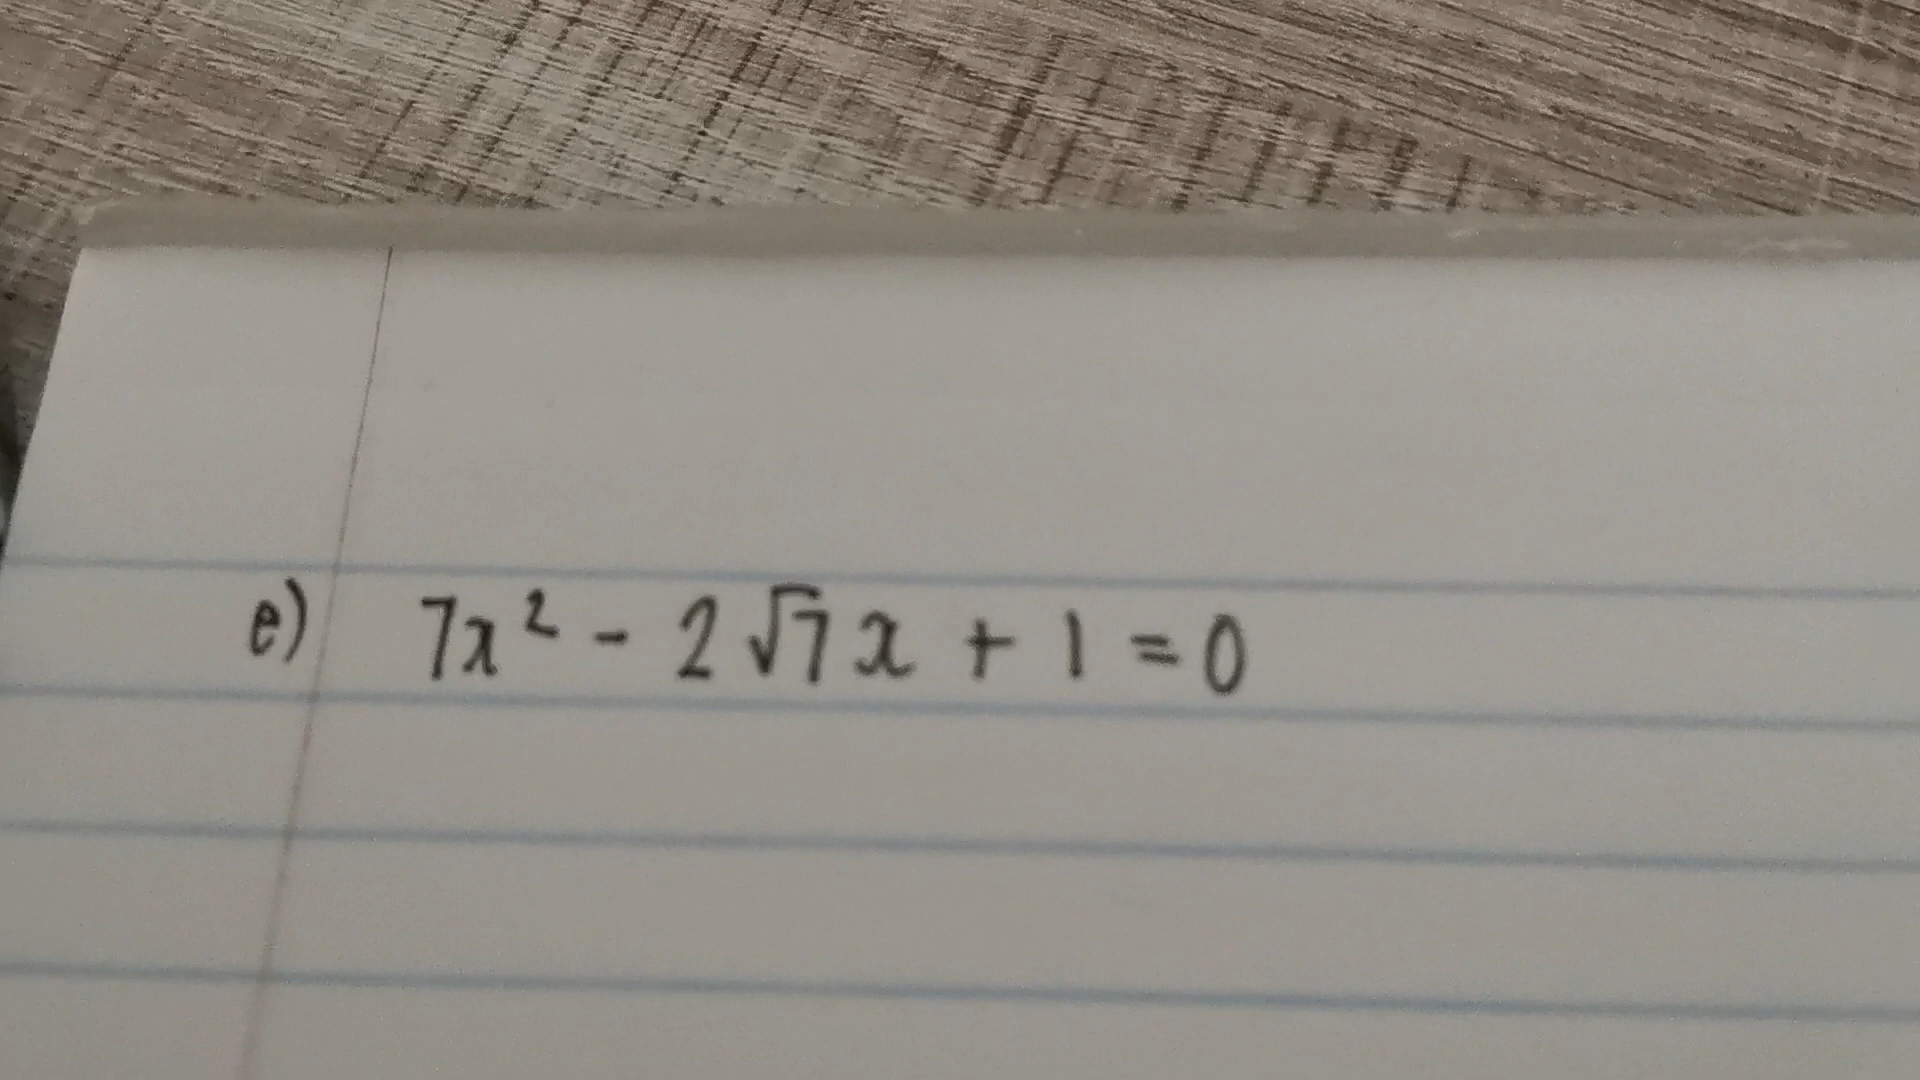 e) 7x² - 2√7x + 1 = 0